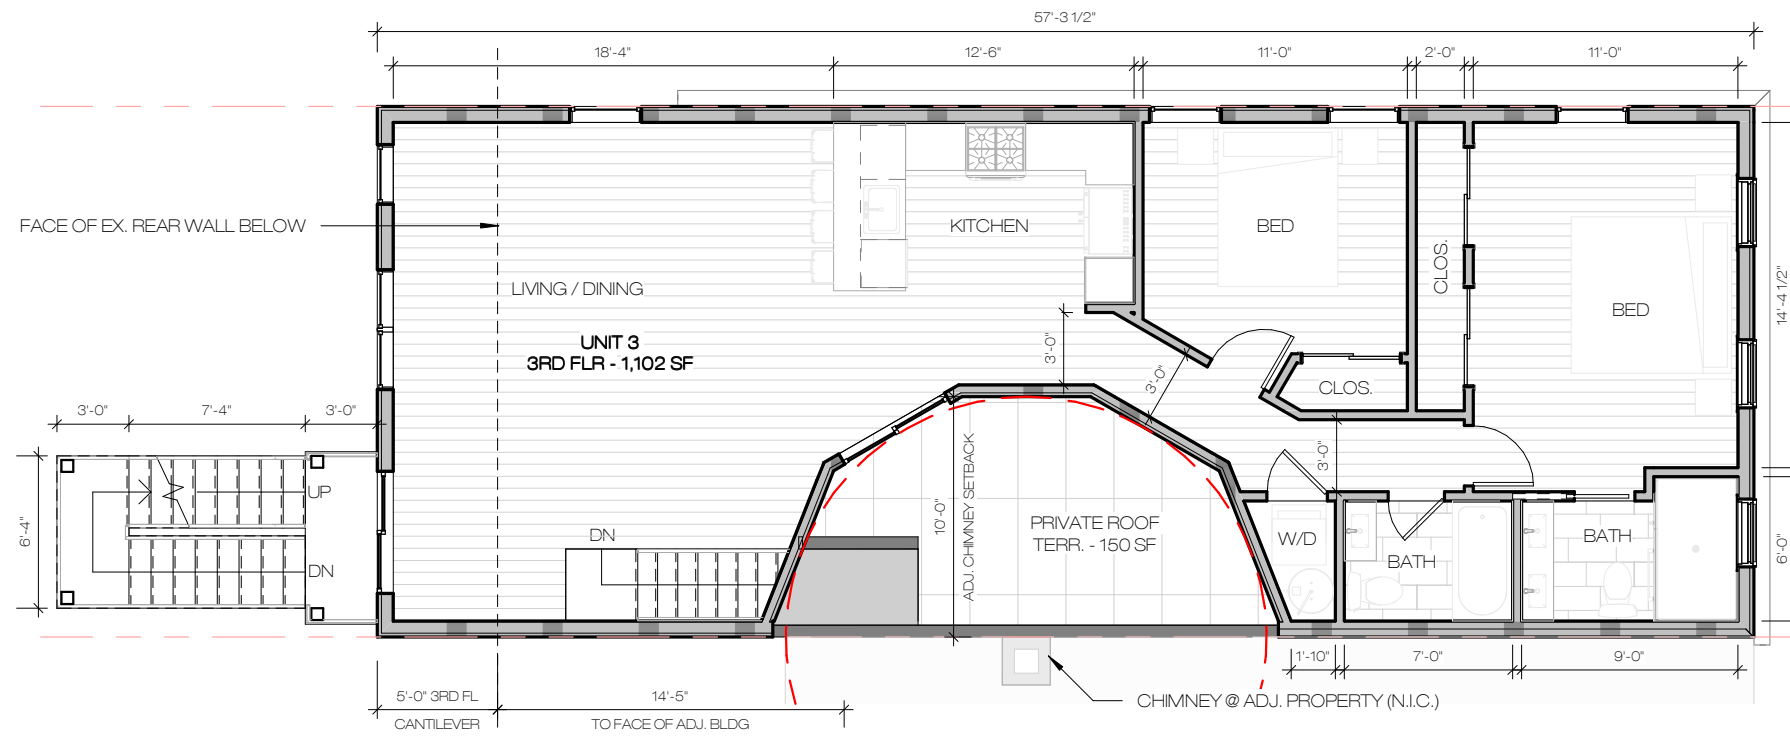 57'-3 1/2"
18'-4"
12'-6"
11'-0"
2'-0"
11'-0"
FACE OF EX. REAR WALL BELOW
KITCHEN
BED
CLOS.
BED
14'-4 1/2"
LIVING / DINING
UNIT 3
3RD FLR - 1,102 SF
3'-0"
3'-0"
CLOS.
3'-0"
7'-4"
3'-0"
3'-0"
6'-4"
UP
DN
DN
10'-0"
ADJ. CHIMNEY SETBACK
PRIVATE ROOF
TERR. - 150 SF
W/D
BATH
BATH
6'-0"
1'-10"
7'-0"
9'-0"
5'-0" 3RD FL
CANTILEVER
14'-5"
TO FACE OF ADJ. BLDG
CHIMNEY @ ADJ. PROPERTY (N.I.C.)